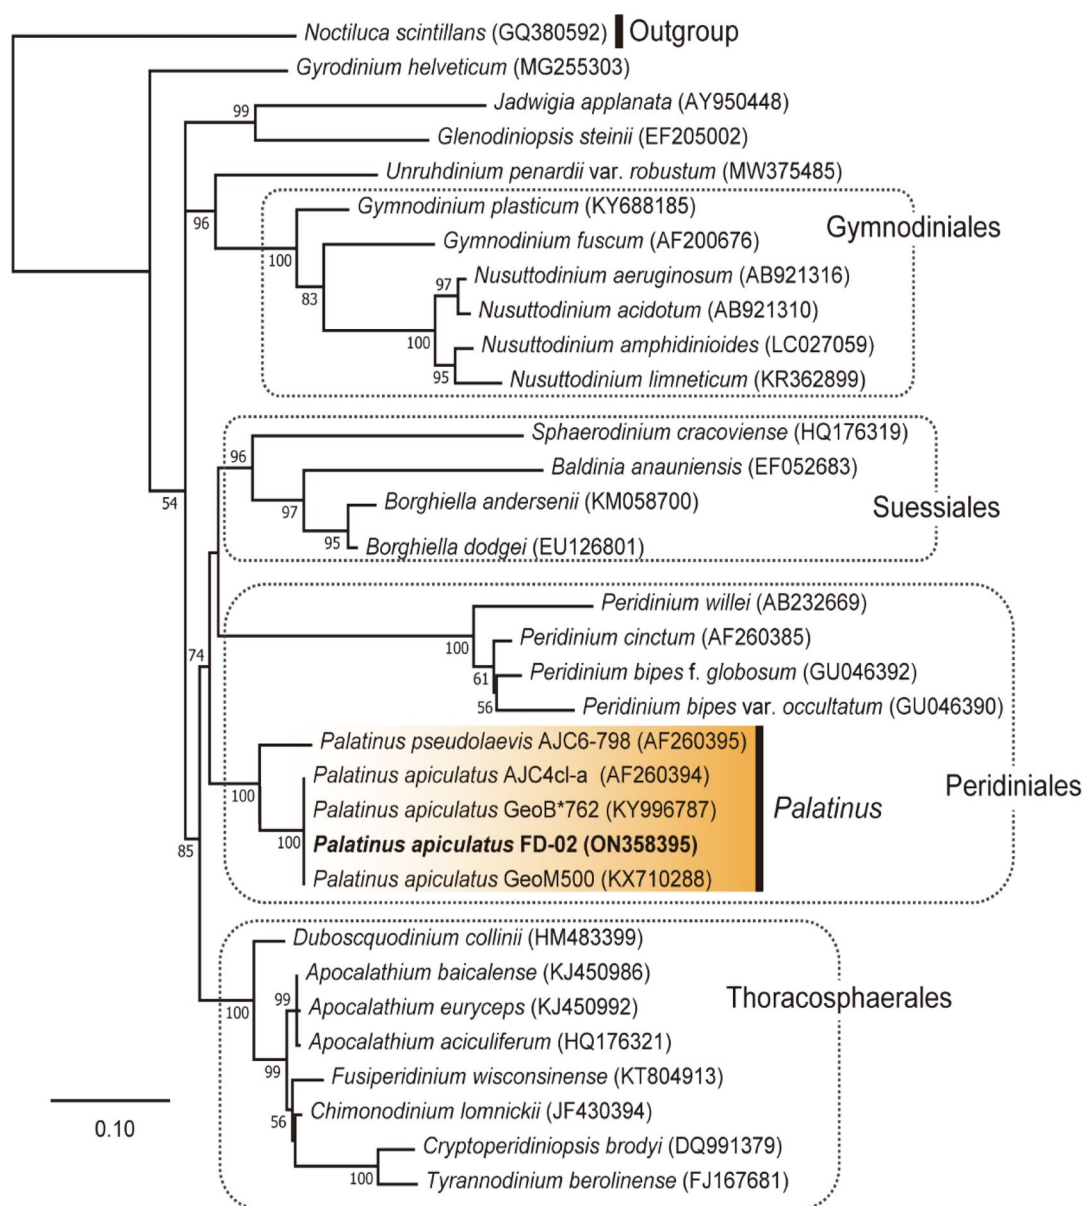 Noctiluca scintillans (GQ380592) Outgroup
Gyrodinium helveticum (MG255303)
99 Jadwigia applanata (AY950448)
Glenodiniopsis steinii (EF205002)
Unruhdinium penardii var. robustum (MW375485)
96
Gymnodinium plasticum (KY688185)
Gymnodiniales
Gymnodinium fuscum (AF200676)
100
97 Nusuttodinium aeruginosum (AB921316)
83
Nusuttodinium acidotum (AB921310)
100
Nusuttodinium amphidinioides (LC027059)
95 Nusuttodinium limneticum (KR362899)
Sphaerodinium cracoviense (HQ176319)
96
Baldinia anauniensis (EF052683)
54
Borghiella andersenii (KM058700)
Suessiales
97
95 Borghiella dodgei (EU126801)
Peridinium willei (AB232669)
Peridinium cinctum (AF260385)
100
74
Peridinium bipes f. globosum (GU046392)
61
56 Peridinium bipes var. occultatum (GU046390)
Palatinus pseudolaevis AJC6-798 (AF260395)
Palatinus apiculatus AJC4cl-a (AF260394)
Peridiniales
100
Palatinus apiculatus GeoB*762 (KY996787)
Palatinus
100 Palatinus apiculatus FD-02 (ON358395)
85
Palatinus apiculatus GeoM500 (KX710288)
Duboscquodinium collinii (HM483399)
Apocalathium baicalense (KJ450986)
99
Thoracosphaerales
100 Apocalathium euryceps (KJ450992)
Apocalathium aciculiferum (HQ176321)
99
Fusiperidinium wisconsinense (KT804913)
Chimonodinium lomnickii (JF430394)
56
0.10
Cryptoperidiniopsis brodyi (DQ991379)
100 Tyrannodinium berolinense (FJ167681)